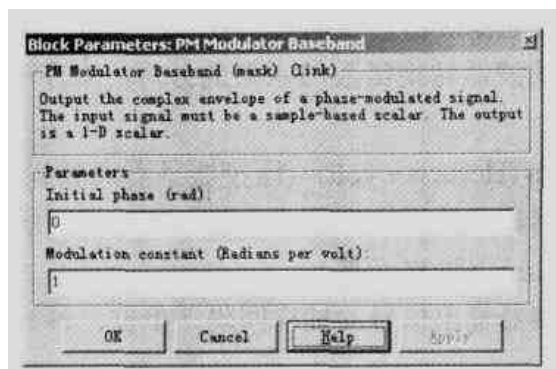 Block Parameters: PM Modulator Baseband
PM Modulator Baseband (mask) (link)
Output the complex envelope of a phase-modulated signal.
The input signal must be a sample-based scalar. The output
is a 1-D scalar.
Parameters
Initial phase (rad):
0
Modulation constant (Radians per volt):
1
OK
Cancel
Help
Apply